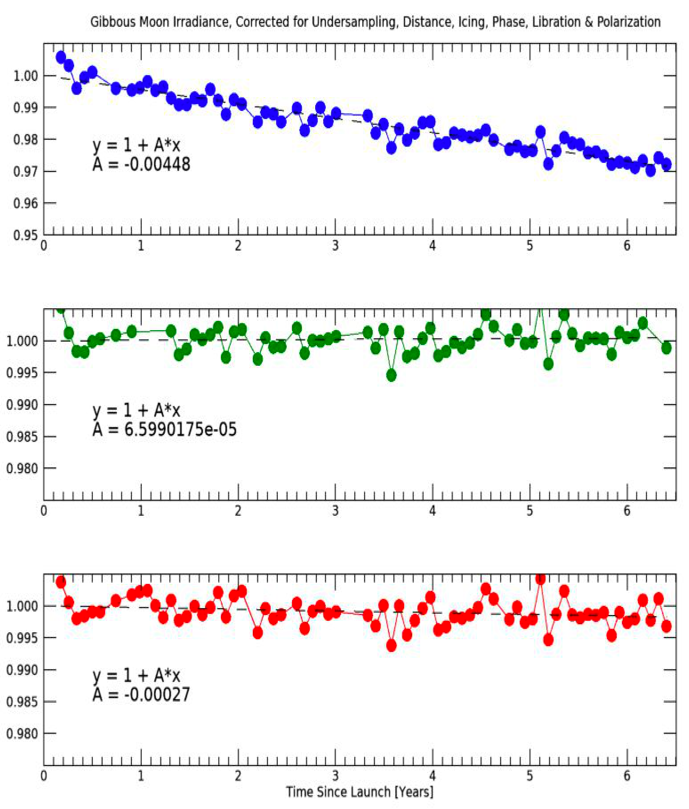 Gibbous Moon Irradiance, Corrected for Undersampling, Distance, Icing, Phase, Libration & Polarization
1.00
0.99
0.98
0.97
0.96
0.95
y = 1 + A*x
A = -0.00448
0 1 2 3 4 5 6
1.000
0.995
0.990
0.985
0.980
y = 1 + A*x
A = 6.5990175e-05
0 1 2 3 4 5 6
1.000
0.995
0.990
0.985
0.980
y = 1 + A*x
A = -0.00027
0 1 2 3 4 5 6
Time Since Launch [Years]